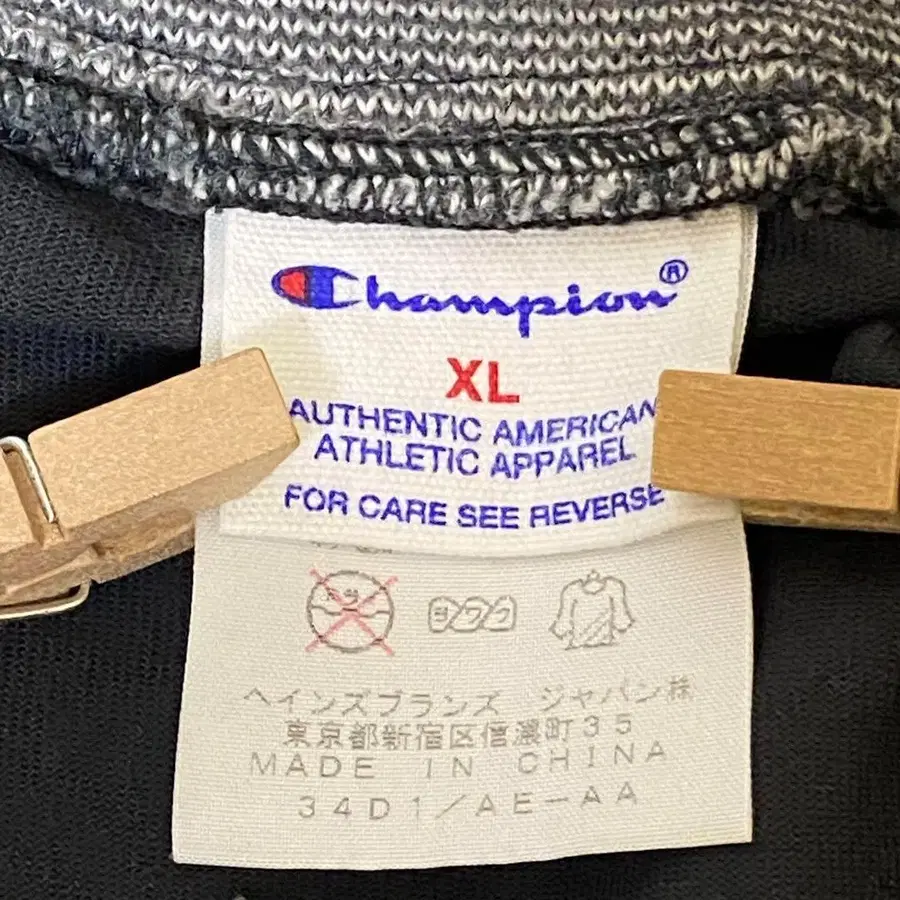 Champion®
XL
AUTHENTIC AMERICAN
ATHLETIC APPAREL
FOR CARE SEE REVERSE
ヘインズブランズ ジャパン株
東京都新宿区信濃町35
MADE IN CHINA
34D1/AE-AA